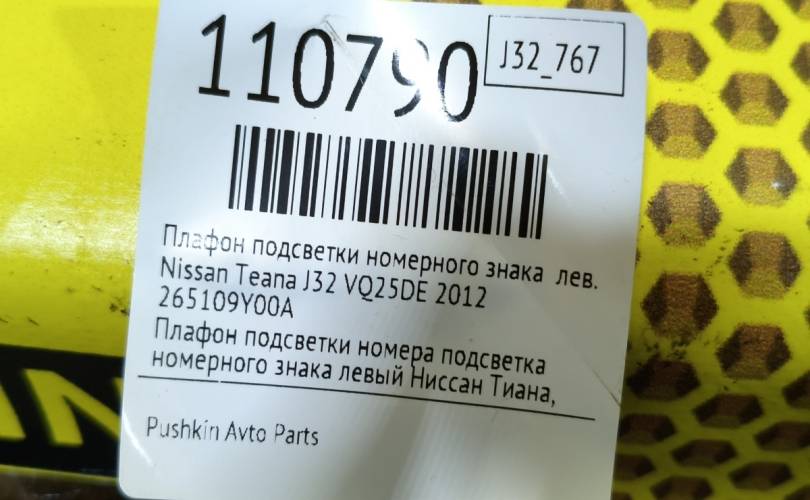 110790
J32_767
Плафон подсветки номерного знака лев.
Nissan Teana J32 VQ25DE 2012
265109Y00A
Плафон подсветки номера подсветка
номерного знака левый Ниссан Тиана,
Pushkin Avto Parts